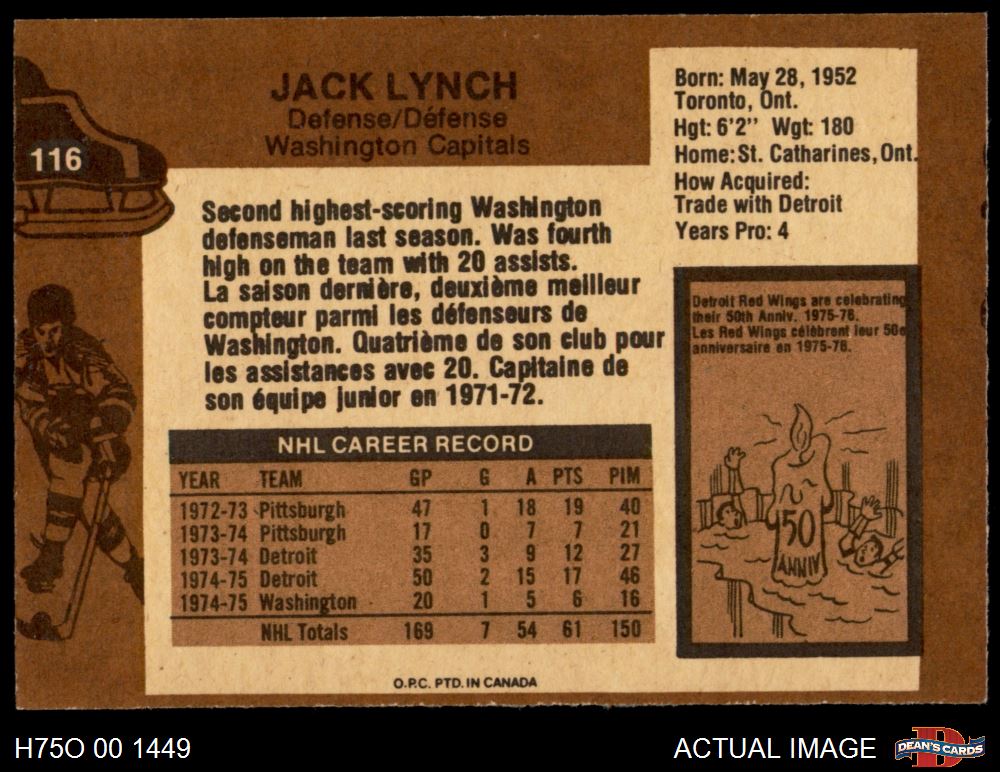 JACK LYNCH
Defense/Défense
Washington Capitals
116
Born: May 28, 1952
Toronto, Ont.
Hgt: 6'2" Wgt: 180
Home: St. Catharines, Ont.
How Acquired:
Trade with Detroit
Years Pro: 4
Second highest-scoring Washington
defenseman last season. Was fourth
high on the team with 20 assists.
La saison dernière, deuxième meilleur
compteur parmi les défenseurs de
Washington. Quatrième de son club pour
les assistances avec 20. Capitaine de
son équipe junior en 1971-72.
Detroit Red Wings are celebrating
their 50th Anniv. 1975-76.
Les Red Wings célèbrent leur 50e
anniversaire en 1975-76.
50
ANNIV
NHL CAREER RECORD
YEAR TEAM GP G A PTS PIM
1972-73 Pittsburgh 47 1 18 19 40
1973-74 Pittsburgh 17 0 7 7 21
1973-74 Detroit 35 3 9 12 27
1974-75 Detroit 50 2 15 17 46
1974-75 Washington 20 1 5 6 16
NHL Totals 169 7 54 61 150
O.P.C. PTD. IN CANADA
H75O 00 1449
ACTUAL IMAGE
D
DEAN'S CARDS